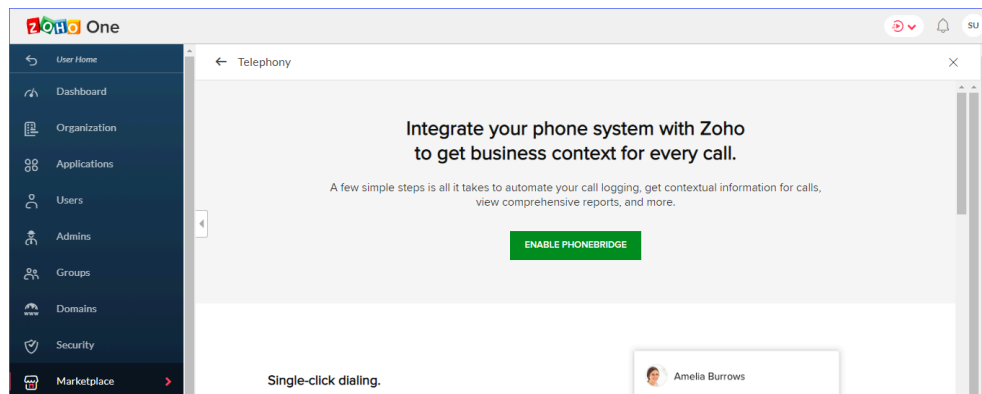 ZOHO One
SU
User Home
Telephony
Dashboard
Organization
Applications
Users
Admins
Groups
Domains
Security
Marketplace
Integrate your phone system with Zoho
to get business context for every call.
A few simple steps is all it takes to automate your call logging, get contextual information for calls,
view comprehensive reports, and more.
ENABLE PHONEBRIDGE
Single-click dialing.
Amelia Burrows